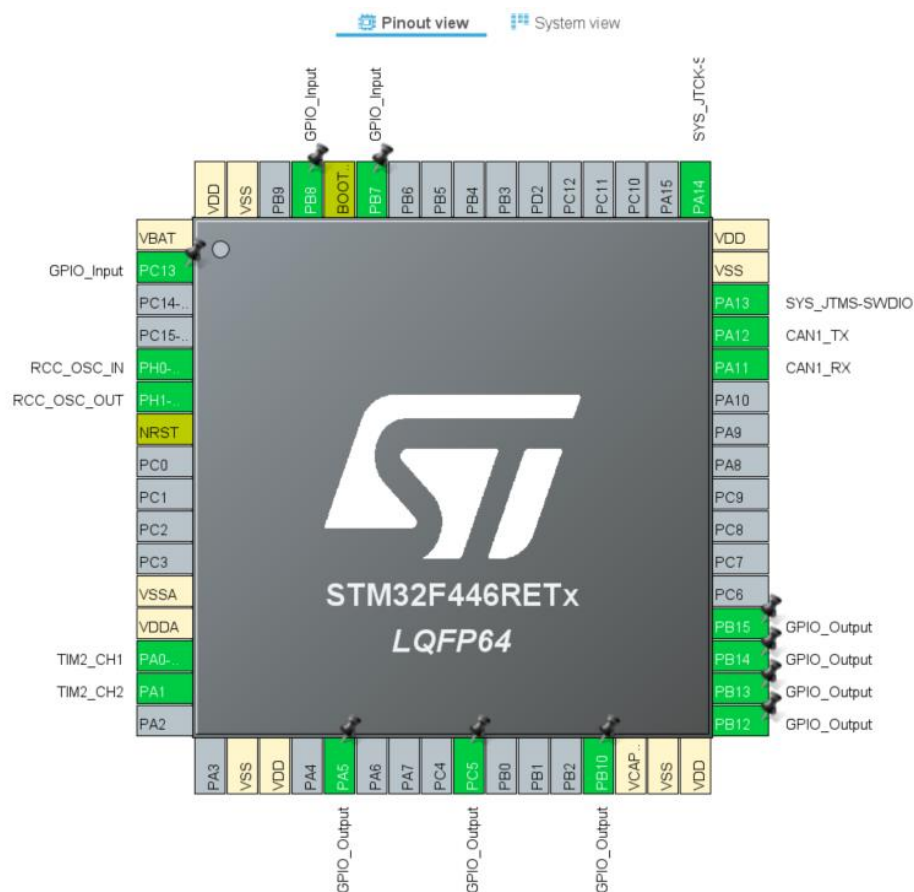 Pinout view
System view
GPIO_Input
GPIO_Input
SYS_JTCK-S
VDD
VSS
PB9
PB8
BOOT..
PB7
PB6
PB5
PB4
PB3
PD2
PC12
PC11
PC10
PA15
PA14
VBAT
GPIO_Input PC13
PC14-..
PC15-..
RCC_OSC_IN PH0-..
RCC_OSC_OUT PH1-..
NRST
PC0
PC1
PC2
PC3
VSSA
VDDA
TIM2_CH1 PA0-..
TIM2_CH2 PA1
PA2
VDD
VSS
PA13 SYS_JTMS-SWDIO
PA12 CAN1_TX
PA11 CAN1_RX
PA10
PA9
PA8
PC9
PC8
PC7
PC6
PB15 GPIO_Output
PB14 GPIO_Output
PB13 GPIO_Output
PB12 GPIO_Output
ST
STM32F446RETx
LQFP64
PA3
VSS
VDD
PA4
PA5
PA6
PA7
PC4
PC5
PB0
PB1
PB2
PB10
VCAP..
VSS
VDD
GPIO_Output
GPIO_Output
GPIO_Output